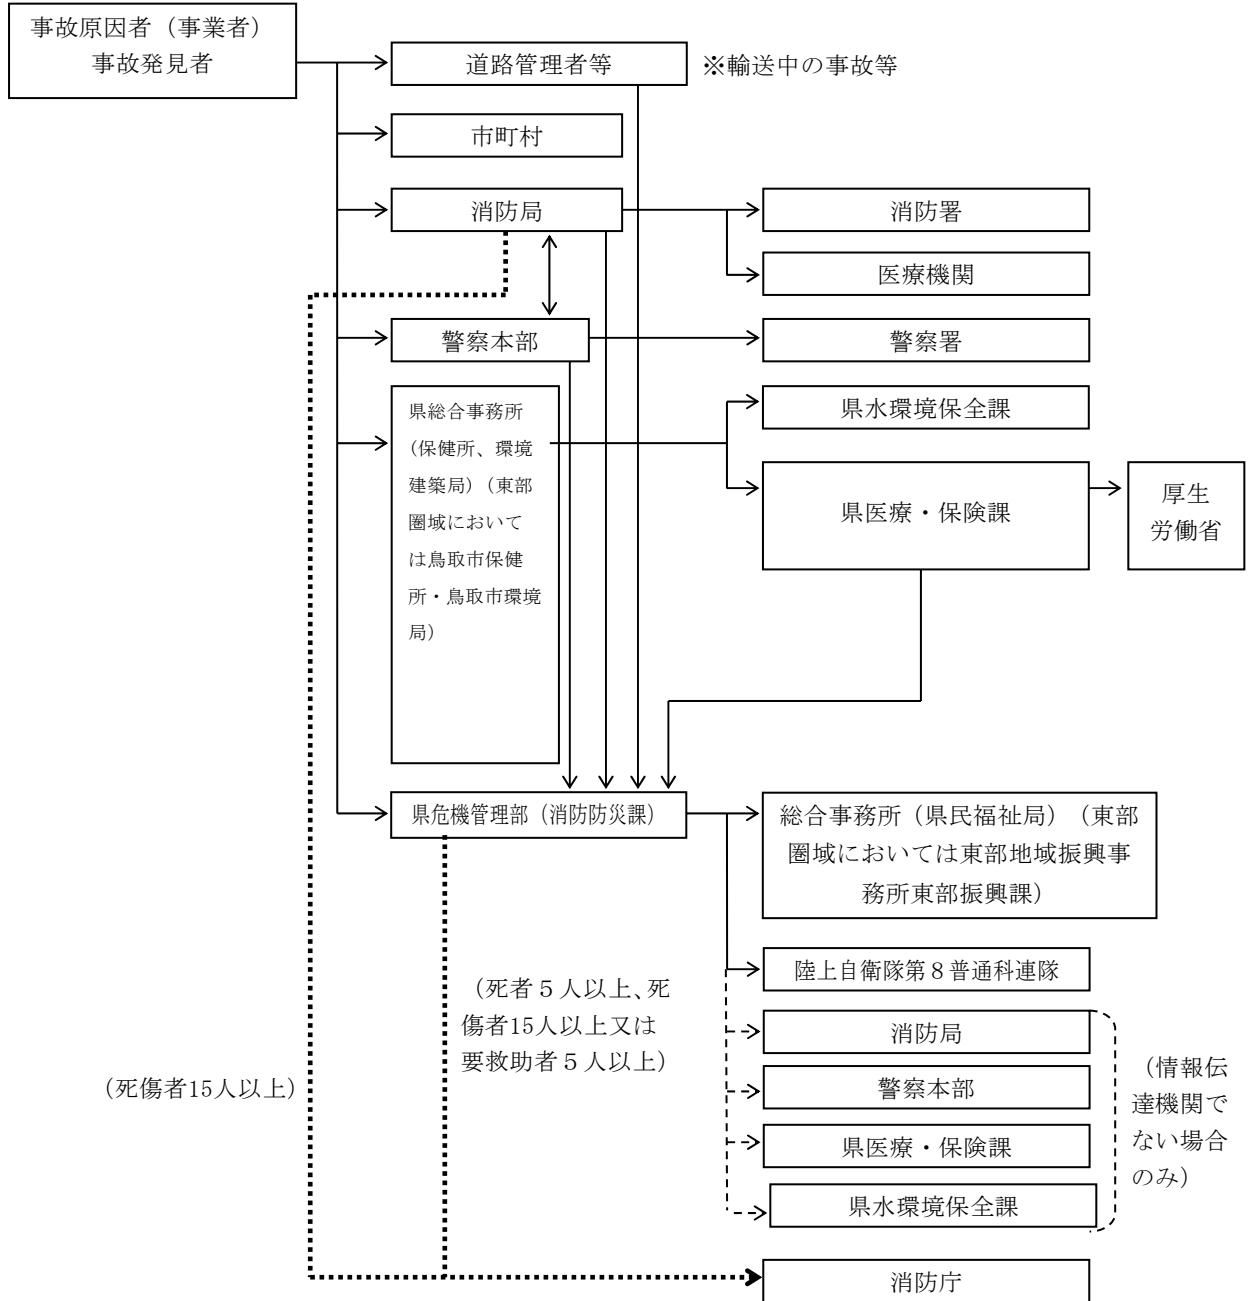 事故原因者（事業者）
事故発見者
道路管理者等
※輸送中の事故等
市町村
消防局
消防署
医療機関
警察本部
警察署
県総合事務所
（保健所、環境
建築局）（東部
圏域において
は鳥取市保健
所・鳥取市環境
局）
県水環境保全課
県医療・保険課
厚生
労働省
県危機管理部（消防防災課）
総合事務所（県民福祉局）（東部
圏域においては東部地域振興事
務所東部振興課）
陸上自衛隊第８普通科連隊
（死者５人以上、死
傷者15人以上又は
要救助者５人以上）
消防局
警察本部
県医療・保険課
県水環境保全課
（情報伝
達機関で
ない場合
のみ）
（死傷者15人以上）
消防庁